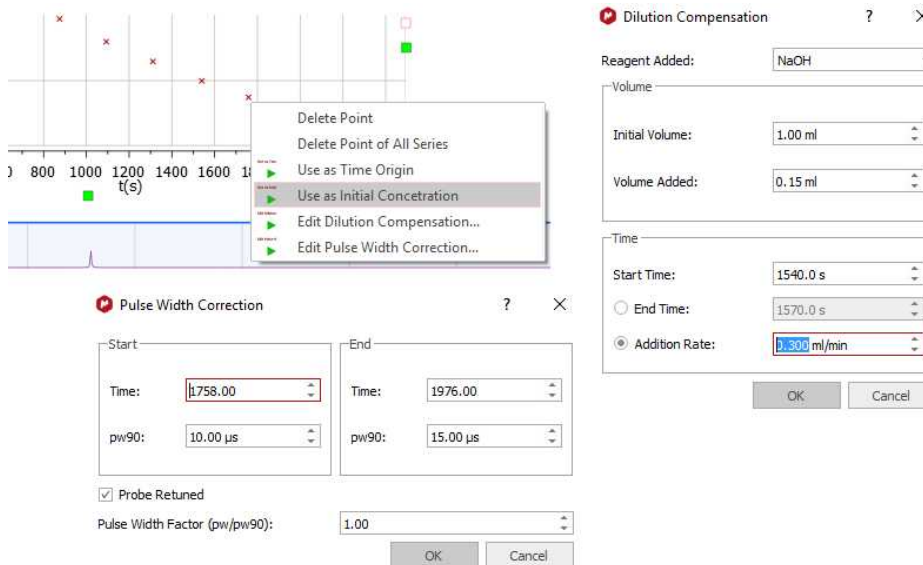 Delete Point
Delete Point of All Series
Use as Time Origin
Use as Initial Concetration
Edit Dilution Compensation...
Edit Pulse Width Correction...
800 1000 1200 1400 1600
t(s)
Dilution Compensation ?
Reagent Added: NaOH
Volume
Initial Volume: 1.00 ml
Volume Added: 0.15 ml
Time
Start Time: 1540.0 s
End Time: 1570.0 s
Addition Rate: 0.300 ml/min
OK Cancel
Pulse Width Correction ?
Start End
Time: 1758.00 Time: 1976.00
pw90: 10.00 µs pw90: 15.00 µs
Probe Retuned
Pulse Width Factor (pw/pw90): 1.00
OK Cancel